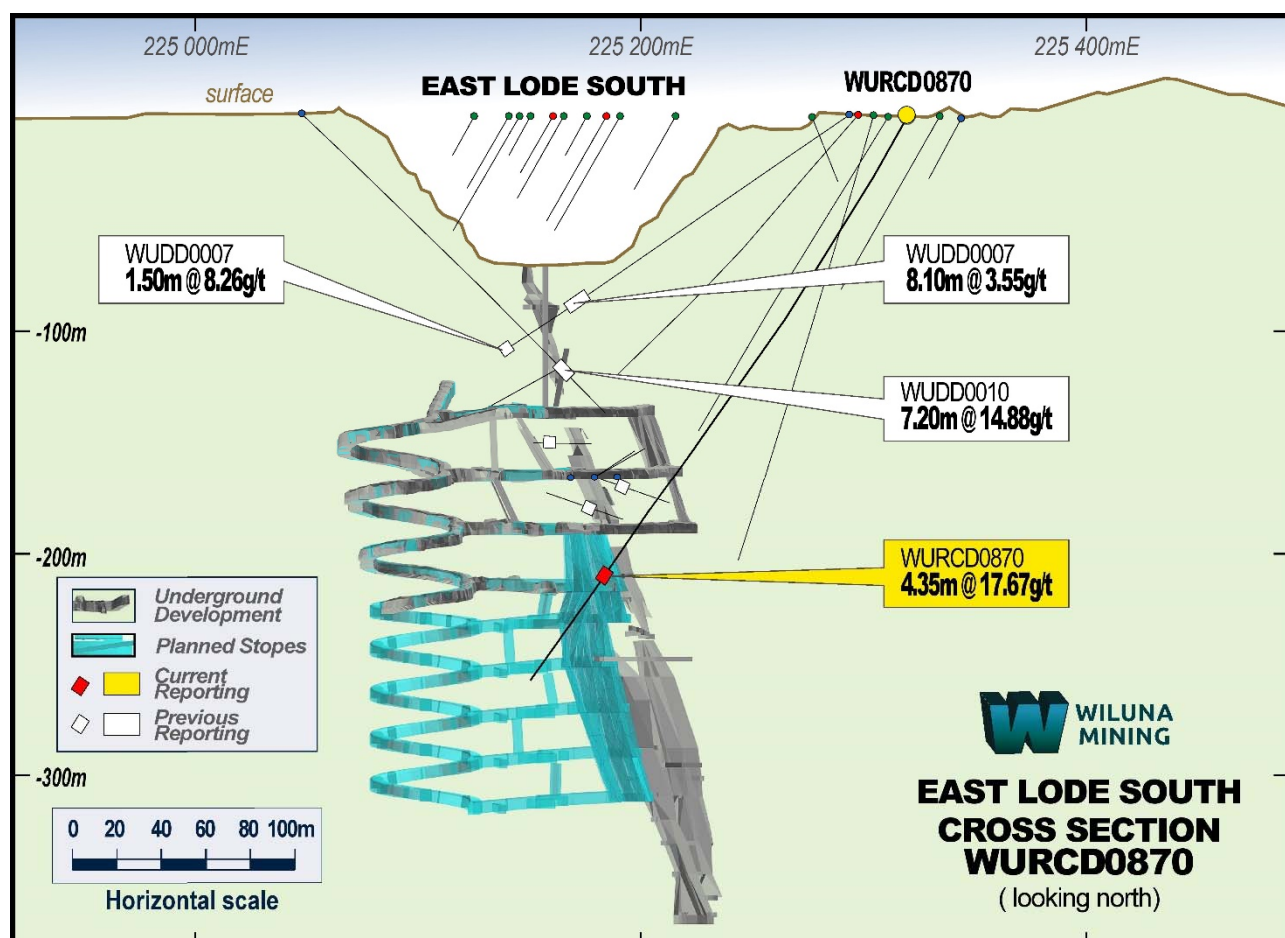 225 000mE
225 200mE
225 400mE
surface
EAST LODE SOUTH
WURCD0870
WUDD0007
1.50m @ 8.26g/t
WUDD0007
8.10m @ 3.55g/t
-100m
WUDD0010
7.20m @ 14.88g/t
-200m
WURCD0870
4.35m @ 17.67g/t
Underground
Development
Planned Stopes
Current
Reporting
Previous
Reporting
-300m
0 20 40 60 80 100m
Horizontal scale
WILUNA
MINING
EAST LODE SOUTH
CROSS SECTION
WURCD0870
( looking north)